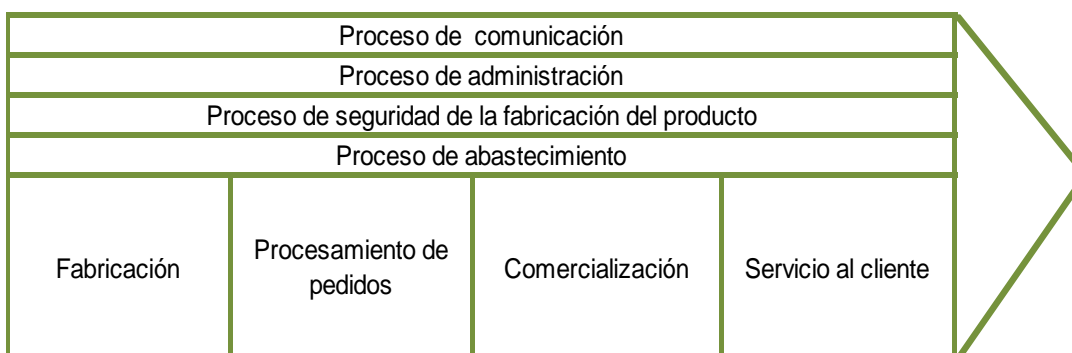 Proceso de comunicación
Proceso de administración
Proceso de seguridad de la fabricación del producto
Proceso de abastecimiento
Fabricación
Procesamiento de
pedidos
Comercialización
Servicio al cliente